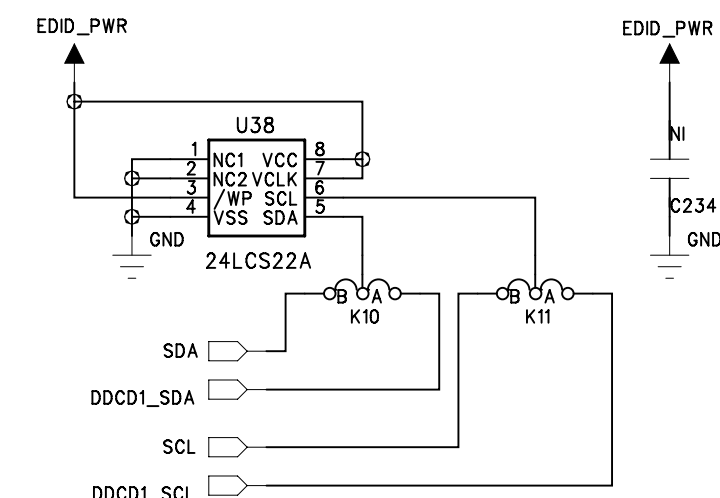 EDID_PWR
EDID_PWR
U38
1 NC1 VCC 8
2 NC2 VCLK 7
3 /WP SCL 6
4 VSS SDA 5
GND
24LCS22A
N1
C234
GND
B A
K10
B A
K11
SDA
DDCD1_SDA
SCL
DDCD1_SCL